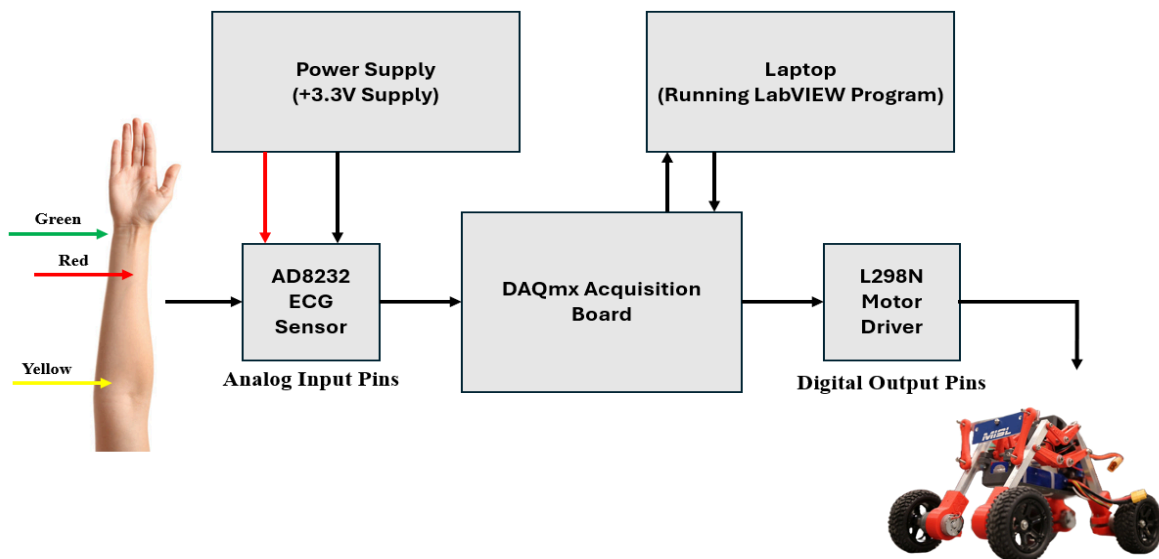 Power Supply
(+3.3V Supply)
Laptop
(Running LabVIEW Program)
Green
Red
Yellow
AD8232
ECG
Sensor
Analog Input Pins
DAQmx Acquisition
Board
L298N
Motor
Driver
Digital Output Pins
MISL